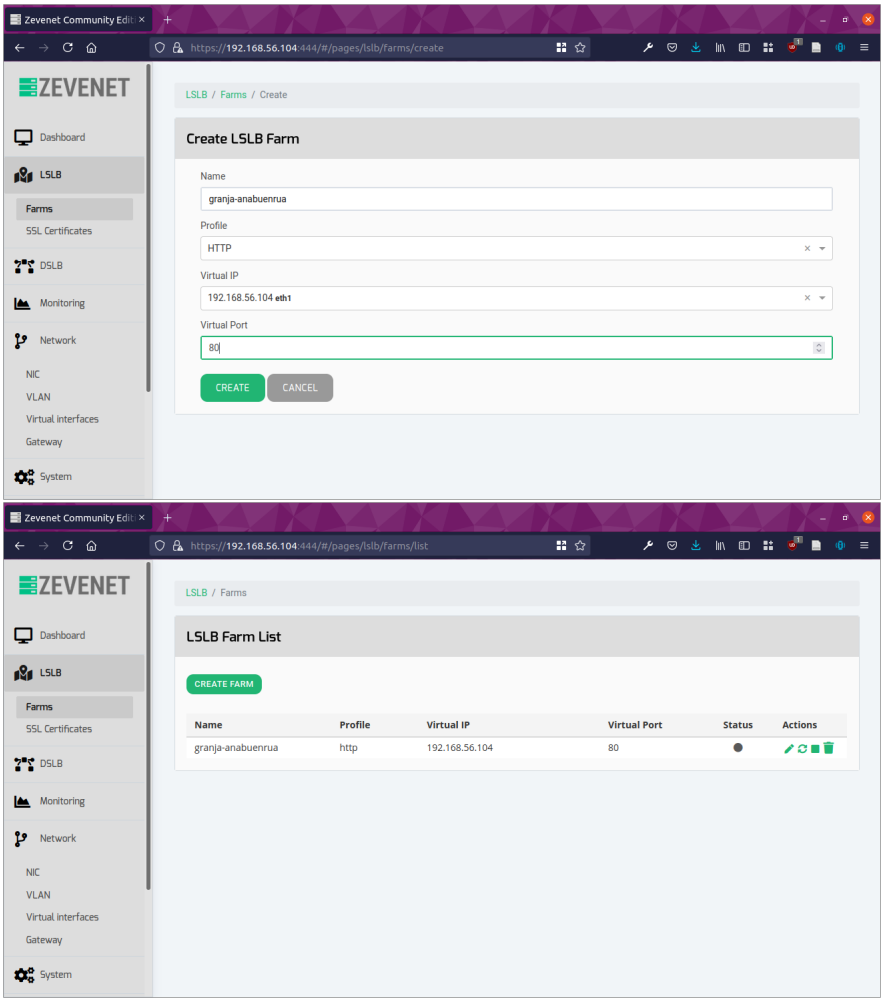 Zevenet Community Editi
https://192.168.56.104:444/#/pages/lslb/farms/create
ZEVENET
LSLB / Farms / Create
Dashboard
Create LSLB Farm
LSLB
Name
granja-anabuenrua
Farms
SSL Certificates
Profile
HTTP
DSLB
Virtual IP
192.168.56.104 eth1
Monitoring
Virtual Port
Network
80
NIC
CREATE
CANCEL
VLAN
Virtual interfaces
Gateway
System
Zevenet Community Editi
https://192.168.56.104:444/#/pages/lslb/farms/list
ZEVENET
LSLB / Farms
Dashboard
LSLB Farm List
LSLB
CREATE FARM
Farms
SSL Certificates
Name Profile Virtual IP Virtual Port Status Actions
granja-anabuenrua http 192.168.56.104 80
DSLB
Monitoring
Network
NIC
VLAN
Virtual interfaces
Gateway
System